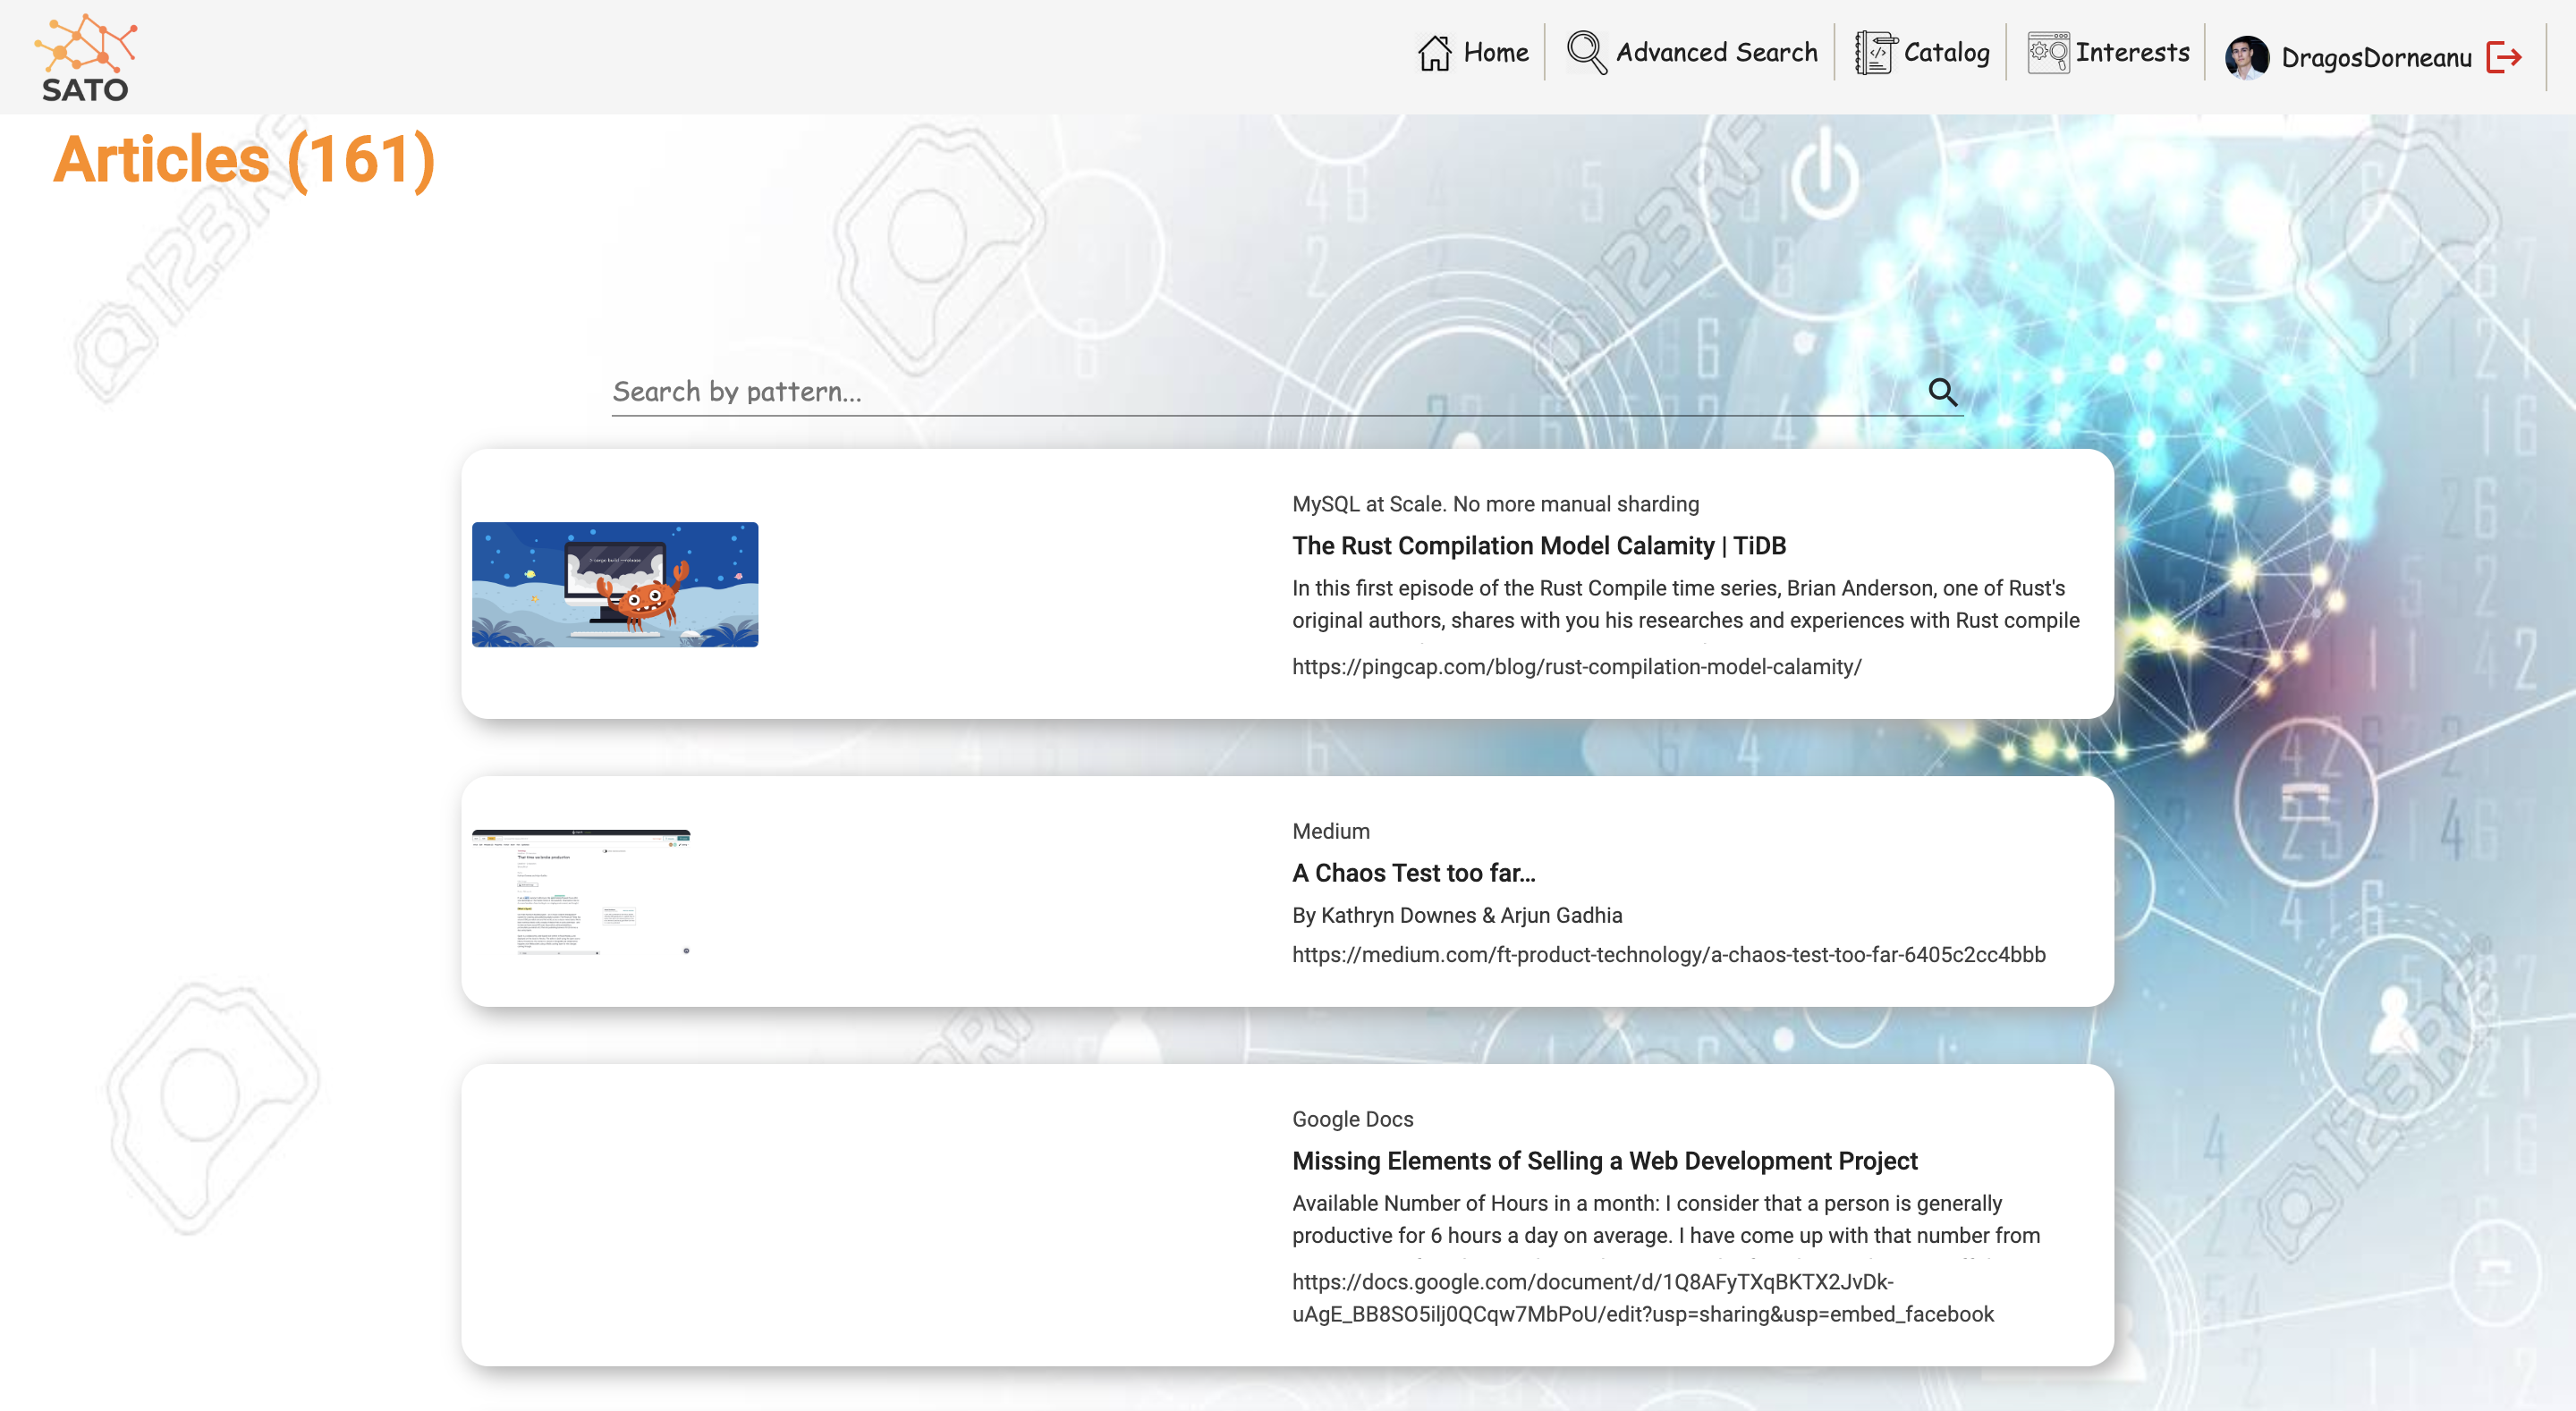 SATO
Home
Advanced Search
Catalog
Interests
DragosDorneanu
Articles (161)
Search by pattern...
MySQL at Scale. No more manual sharding
The Rust Compilation Model Calamity | TiDB
In this first episode of the Rust Compile time series, Brian Anderson, one of Rust's
original authors, shares with you his researches and experiences with Rust compile
https://pingcap.com/blog/rust-compilation-model-calamity/
Medium
A Chaos Test too far...
By Kathryn Downes & Arjun Gadhia
https://medium.com/ft-product-technology/a-chaos-test-too-far-6405c2cc4bbb
Google Docs
Missing Elements of Selling a Web Development Project
Available Number of Hours in a month: I consider that a person is generally
productive for 6 hours a day on average. I have come up with that number from
https://docs.google.com/document/d/1Q8AFyTXqBKTX2JvDk-
uAgE_BB8SO5ilj0QCqw7MbPoU/edit?usp=sharing&usp=embed_facebook
123RF
123RF
123RF